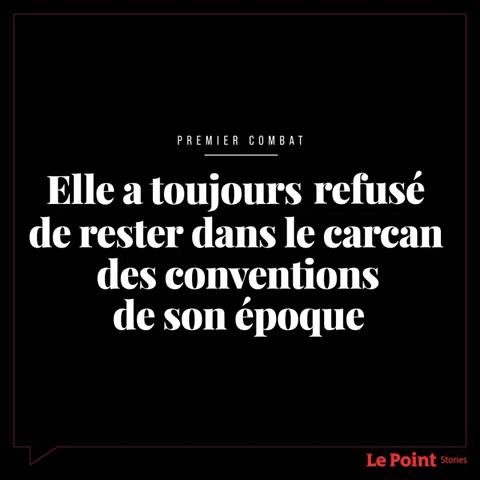 PREMIER COMBAT
Elle a toujours refusé
de rester dans le carcan
des conventions
de son époque
Le Point Stories